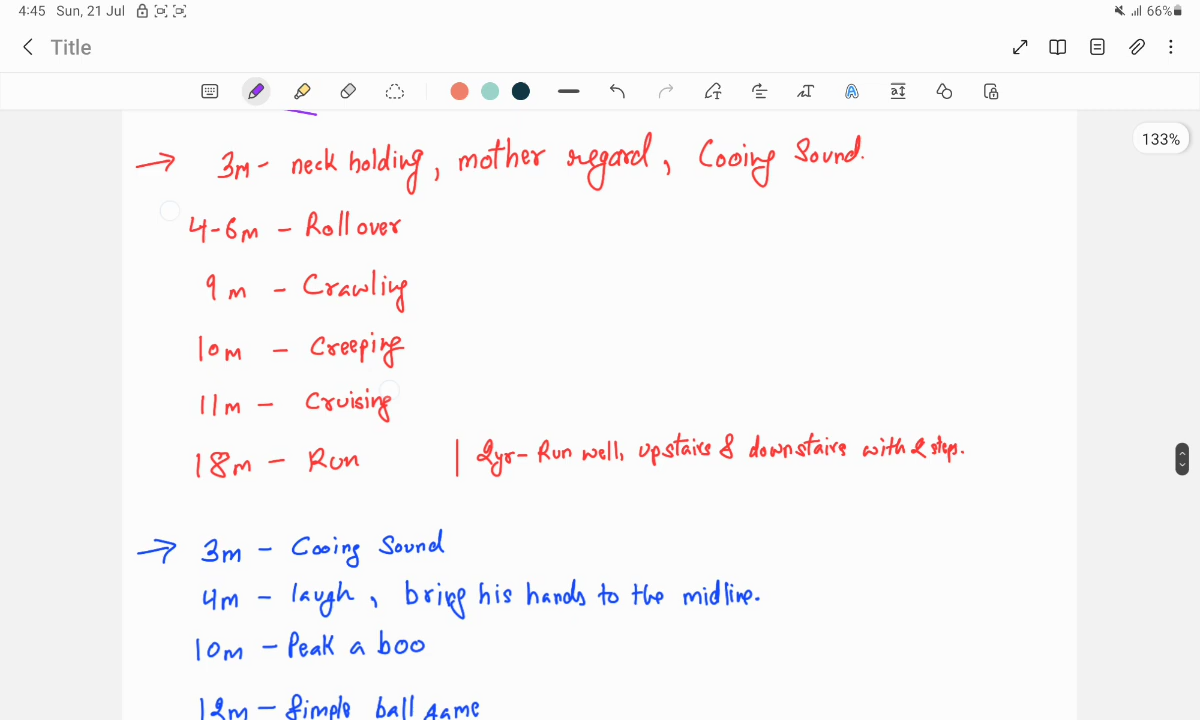 4:45 Sun, 21 Jul 66%
Title
133%
→ 3m - neck holding, mother regard, Cooing Sound.
4-6m - Roll over
9m - Crawling
10m - Creeping
11m - Cruising
18m - Run | 2yr - Run well, upstairs & downstairs with 2 steps.
→ 3m - Cooing Sound
4m - laugh, bring his hands to the midline.
10m - Peak a boo
12m - Simple ball game